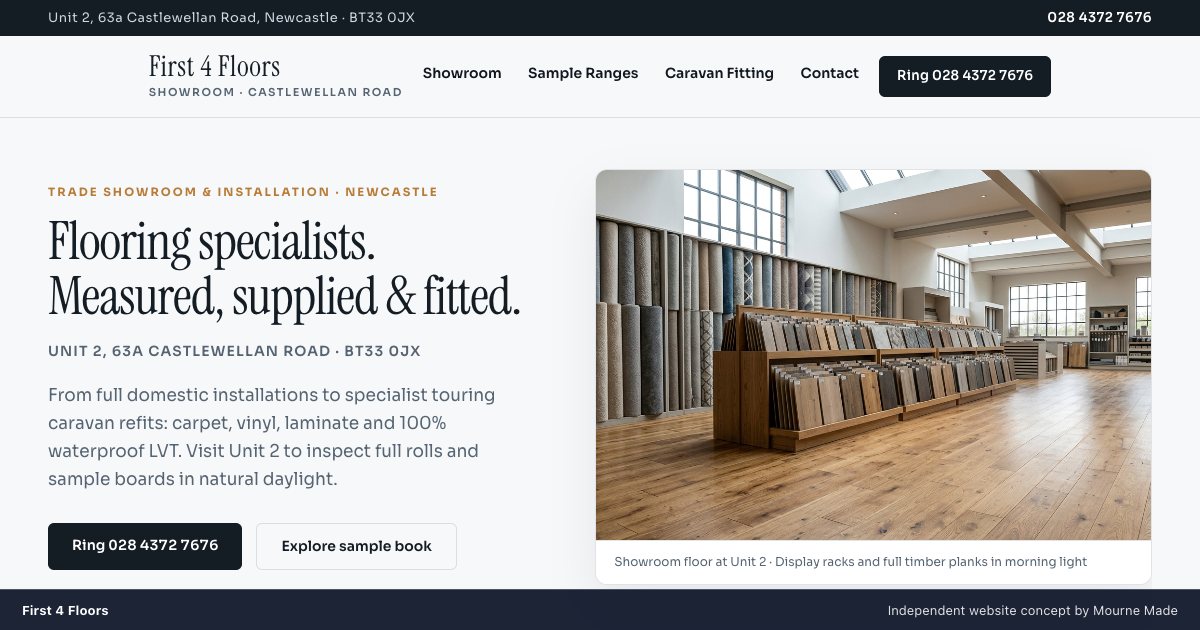 Unit 2, 63a Castlewellan Road, Newcastle · BT33 0JX
028 4372 7676
First 4 Floors
SHOWROOM · CASTLEWELLAN ROAD
Showroom
Sample Ranges
Caravan Fitting
Contact
Ring 028 4372 7676
TRADE SHOWROOM & INSTALLATION · NEWCASTLE
Flooring specialists.
Measured, supplied & fitted.
UNIT 2, 63A CASTLEWELLAN ROAD · BT33 0JX
From full domestic installations to specialist touring
caravan refits: carpet, vinyl, laminate and 100%
waterproof LVT. Visit Unit 2 to inspect full rolls and
sample boards in natural daylight.
Ring 028 4372 7676
Explore sample book
Showroom floor at Unit 2 · Display racks and full timber planks in morning light
First 4 Floors
Independent website concept by Mourne Made